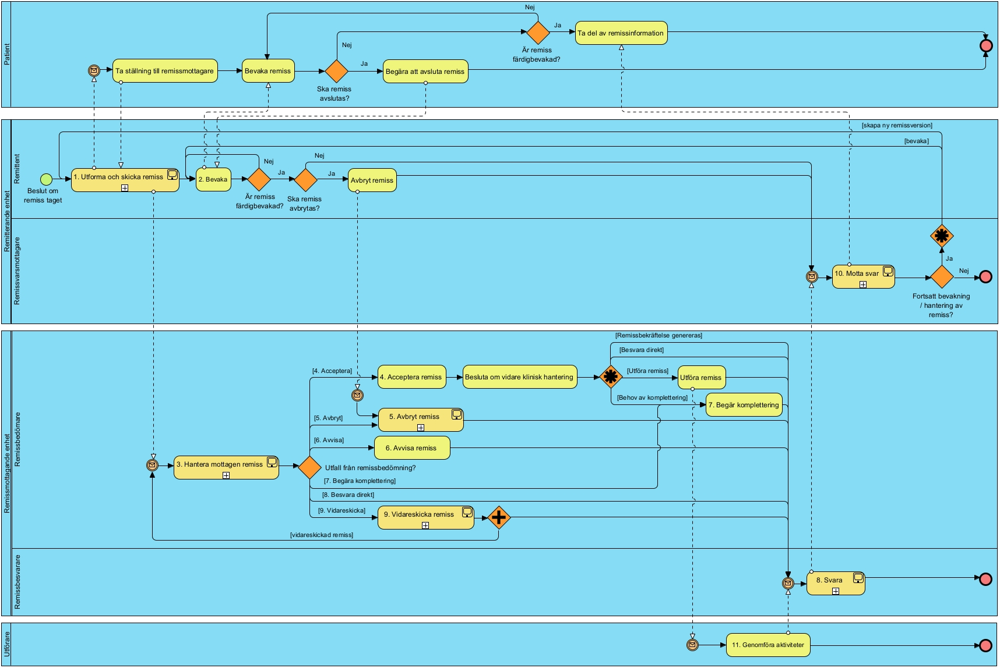 Patient
Nej
Ja
Ta del av remissinformation
Är remiss
färdigbevakad?
Nej
Ta ställning till remissmottagare
Bevaka remiss
Ja
Begära att avsluta remiss
Ska remiss
avslutas?
Remitterande enhet
Remittent
[skapa ny remissversion]
[bevaka]
Beslut om
remiss taget
1. Utforma och skicka remiss
2. Bevaka
Nej
Ja
Är remiss
färdigbevakad?
Nej
Ja
Ska remiss
avbrytas?
Avbryt remiss
Remissvarsmottagare
10. Motta svar
Ja
Nej
Fortsatt bevakning
/ hantering av
remiss?
Remissmottagande enhet
Remissbedömare
[Remissbekräftelse genereras]
[Besvara direkt]
[4. Acceptera]
4. Acceptera remiss
Besluta om vidare klinisk hantering
[Utföra remiss]
Utföra remiss
[Behov av komplettering]
7. Begär komplettering
[5. Avbryt]
5. Avbryt remiss
[6. Avvisa]
6. Avvisa remiss
3. Hantera mottagen remiss
Utfall från remissbedömning?
[7. Begära komplettering]
[8. Besvara direkt]
[9. Vidareskicka]
9. Vidareskicka remiss
[vidareskickad remiss]
Remissbesvarare
8. Svara
Utförare
11. Genomföra aktiviteter